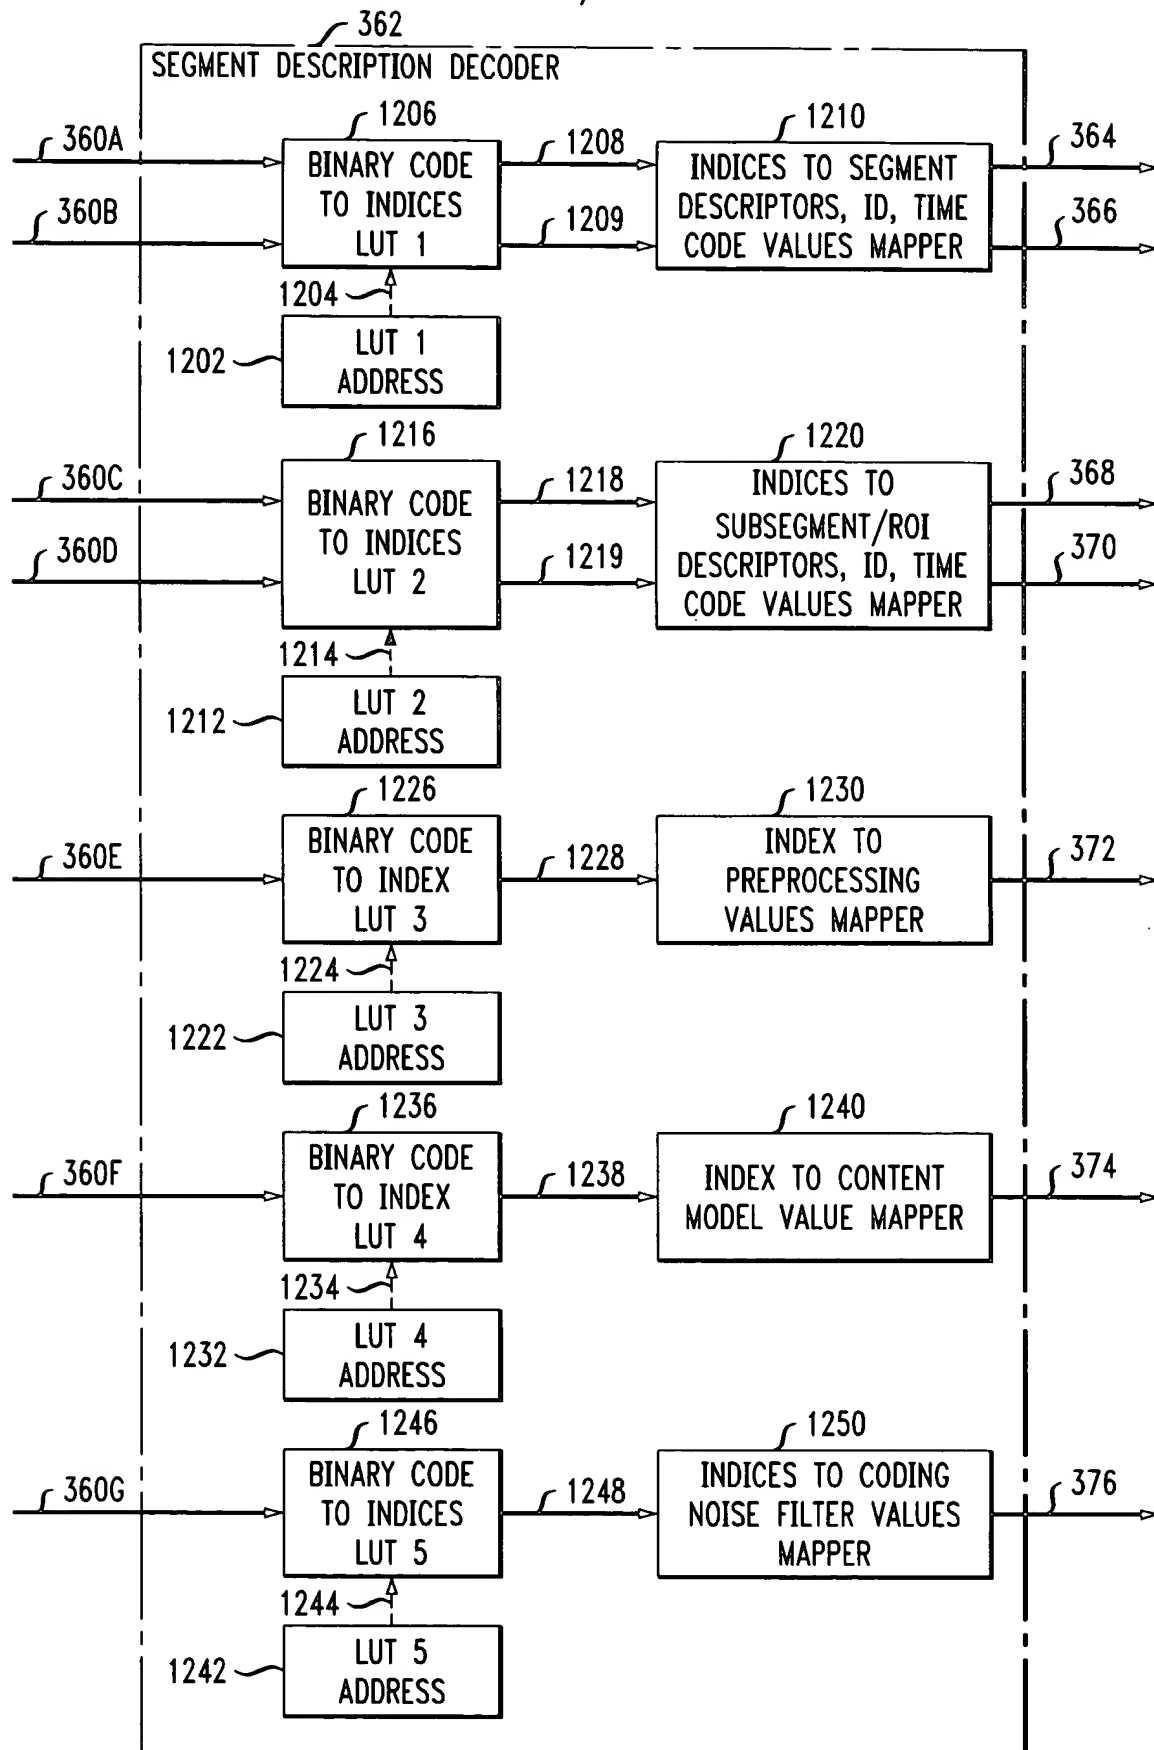 362
SEGMENT DESCRIPTION DECODER
1206
1210
360A
1208
364
BINARY CODE
TO INDICES
LUT 1
INDICES TO SEGMENT
DESCRIPTORS, ID, TIME
CODE VALUES MAPPER
360B
1209
366
1204
1202
LUT 1
ADDRESS
1216
1220
360C
1218
368
BINARY CODE
TO INDICES
LUT 2
INDICES TO
SUBSEGMENT/ROI
DESCRIPTORS, ID, TIME
CODE VALUES MAPPER
360D
1219
370
1214
1212
LUT 2
ADDRESS
1226
1230
360E
1228
372
BINARY CODE
TO INDEX
LUT 3
INDEX TO
PREPROCESSING
VALUES MAPPER
1224
1222
LUT 3
ADDRESS
1236
1240
360F
1238
374
BINARY CODE
TO INDEX
LUT 4
INDEX TO CONTENT
MODEL VALUE MAPPER
1234
1232
LUT 4
ADDRESS
1246
1250
360G
1248
376
BINARY CODE
TO INDICES
LUT 5
INDICES TO CODING
NOISE FILTER VALUES
MAPPER
1244
1242
LUT 5
ADDRESS